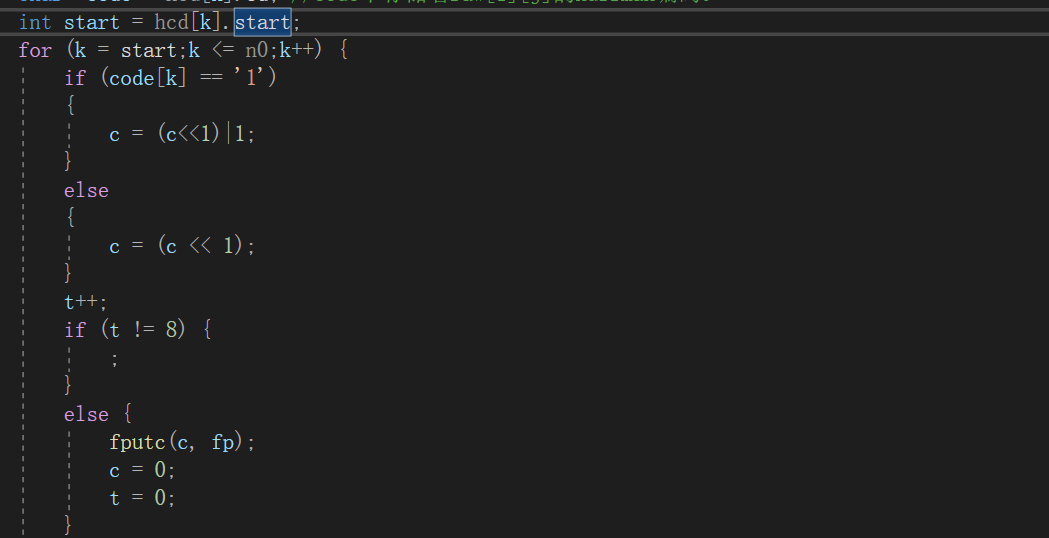 int start = hcd[k].start;
for (k = start;k <= n0;k++) {
if (code[k] == '1')
{
c = (c<<1)|1;
}
else
{
c = (c << 1);
}
t++;
if (t != 8) {
;
}
else {
fputc(c, fp);
c = 0;
t = 0;
}